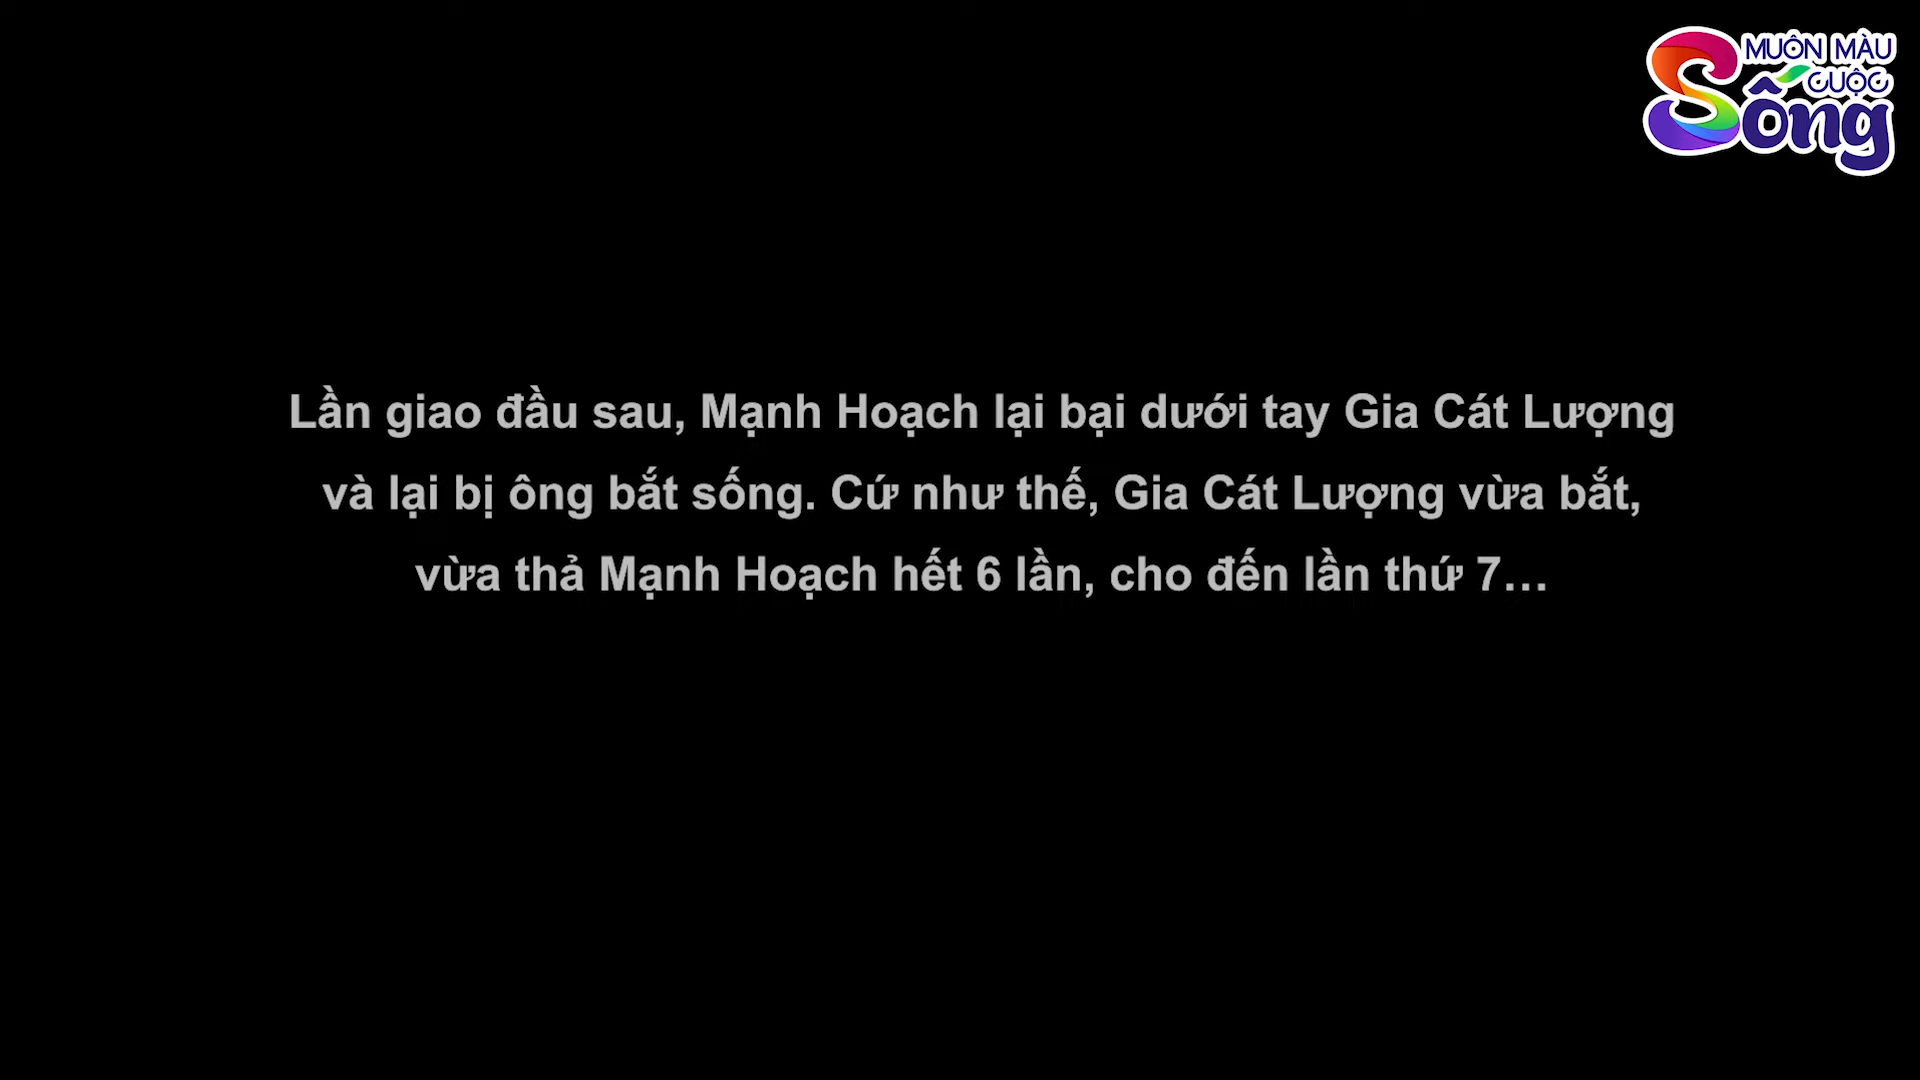 MUÔN MÀU
CUỘC
Sống
Lần giao đầu sau, Mạnh Hoạch lại bại dưới tay Gia Cát Lượng
và lại bị ông bắt sống. Cứ như thế, Gia Cát Lượng vừa bắt,
vừa thả Mạnh Hoạch hết 6 lần, cho đến lần thứ 7...